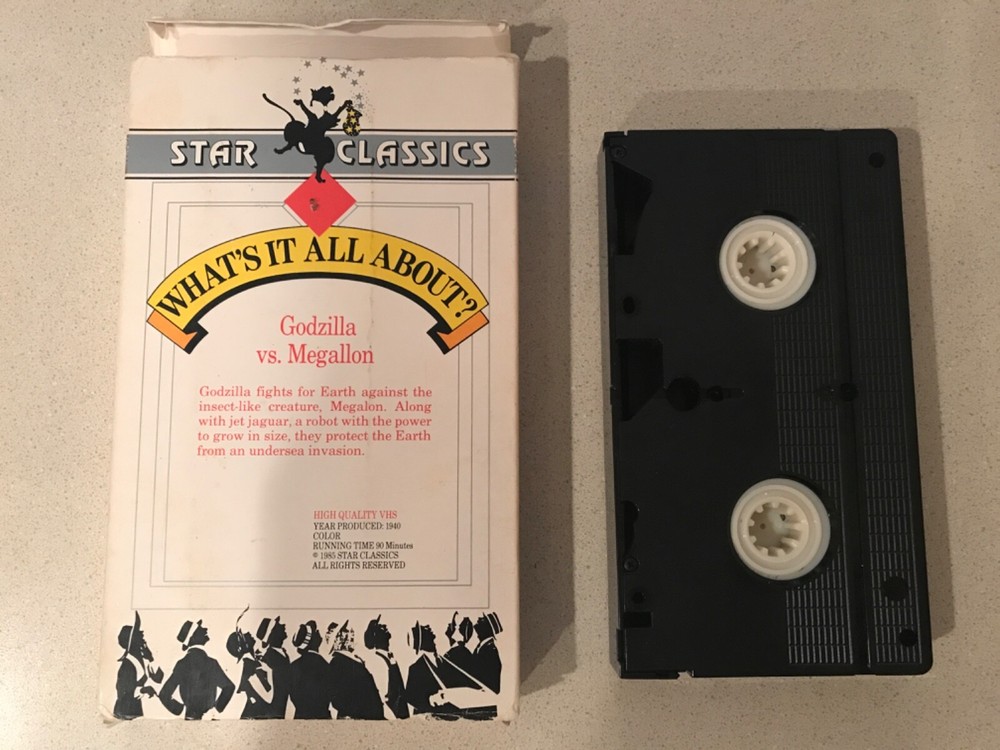 STAR CLASSICS
WHAT'S IT ALL ABOUT?
Godzilla
vs. Megallon
Godzilla fights for Earth against the
insect-like creature, Megalon. Along
with jet jaguar, a robot with the power
to grow in size, they protect the Earth
from an undersea invasion.
HIGH QUALITY VHS
YEAR PRODUCED: 1940
COLOR
RUNNING TIME 90 Minutes
© 1985 STAR CLASSICS
ALL RIGHTS RESERVED